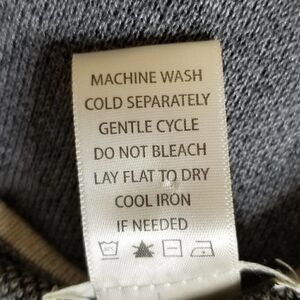 MACHINE WASH
COLD SEPARATELY
GENTLE CYCLE
DO NOT BLEACH
LAY FLAT TO DRY
COOL IRON
IF NEEDED